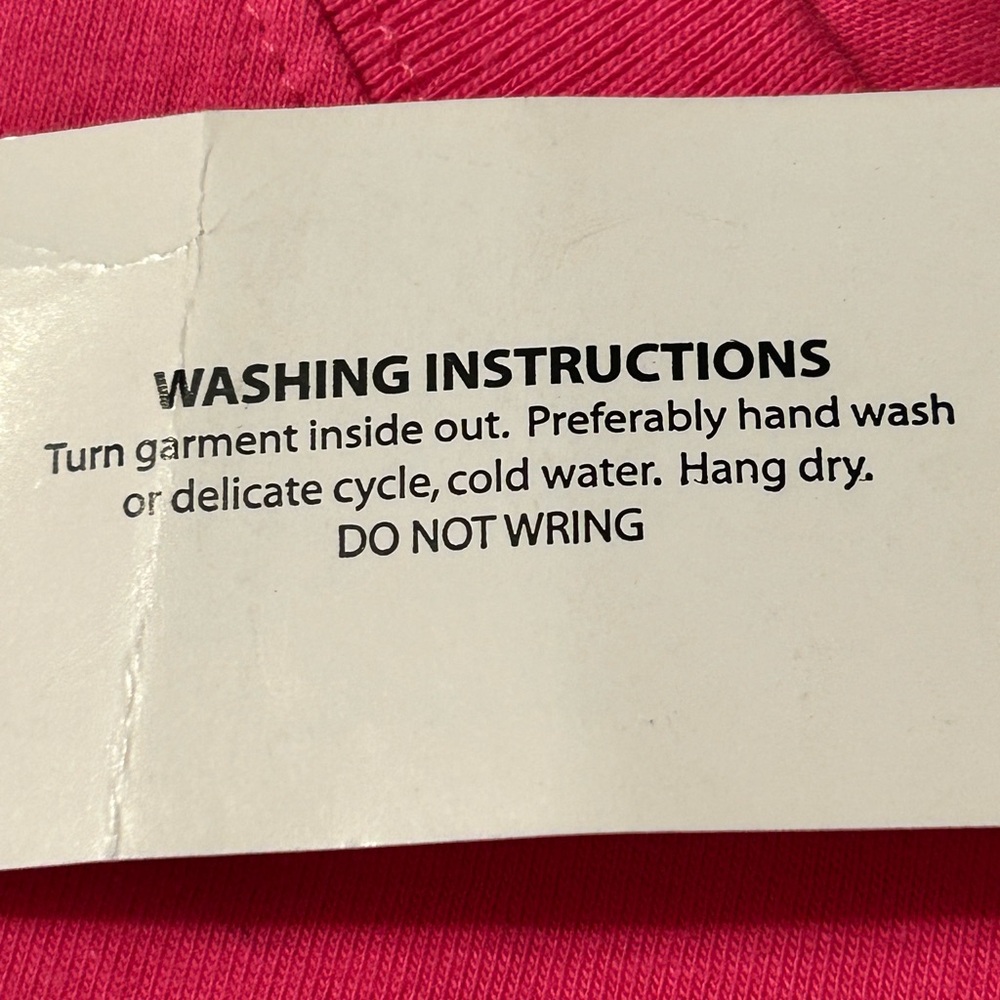 WASHING INSTRUCTIONS
Turn garment inside out. Preferably hand wash
or delicate cycle, cold water. Hang dry.
DO NOT WRING